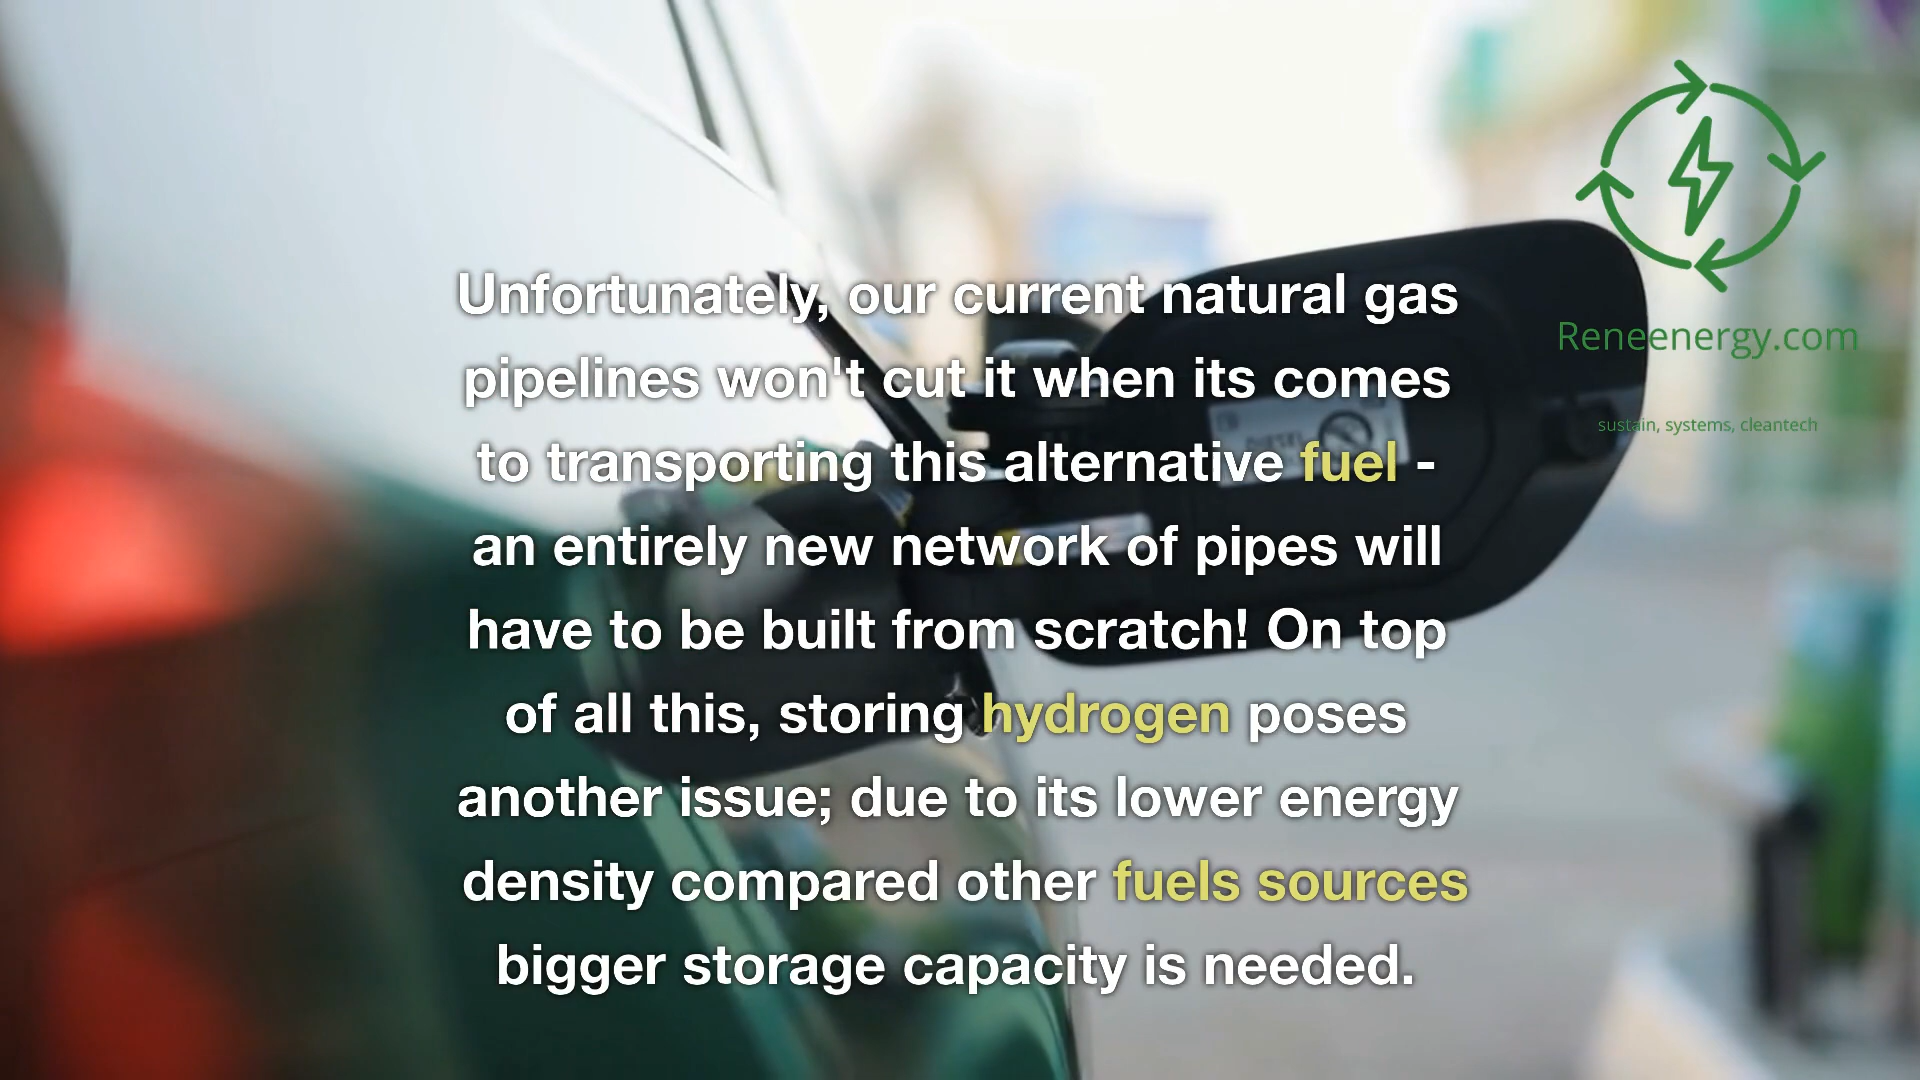 Unfortunately, our current natural gas
pipelines won't cut it when its comes
to transporting this alternative fuel -
an entirely new network of pipes will
have to be built from scratch! On top
of all this, storing hydrogen poses
another issue; due to its lower energy
density compared other fuels sources
bigger storage capacity is needed.
Reneenergy.com
sustain, systems, cleantech